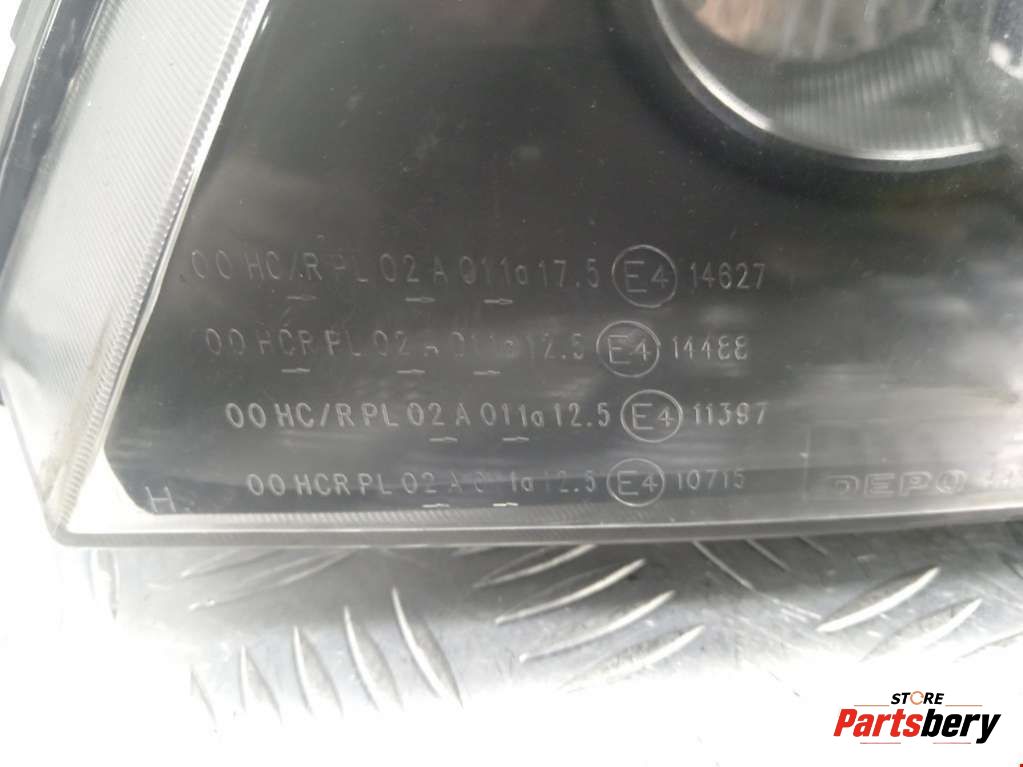 00 HC/R PL 02 A 011a 17.5 E4 14627
00 HCR PL 02 A 011a 12.5 E4 14488
00 HC/R PL 02 A 011a 12.5 E4 11397
00 HCR PL 02 A 011a 12.5 E4 10715
H
DEPO
STORE
Partsbery